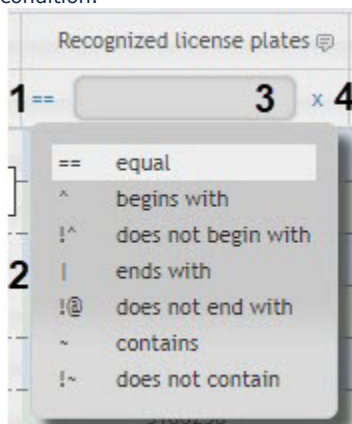 condition.
Recognized license plates
1 == 3 x 4
== equal
^ begins with
!^ does not begin with
2 | ends with
!@ does not end with
~ contains
!~ does not contain